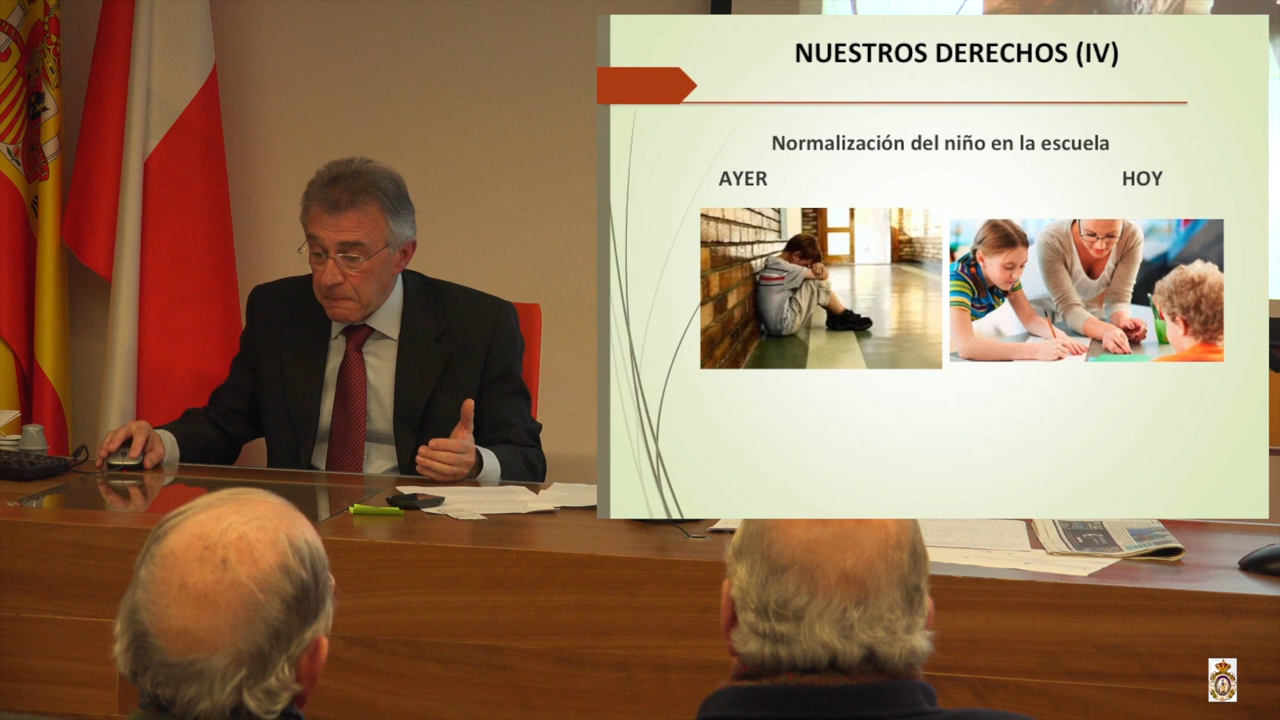 NUESTROS DERECHOS (IV)
Normalización del niño en la escuela
AYER
HOY